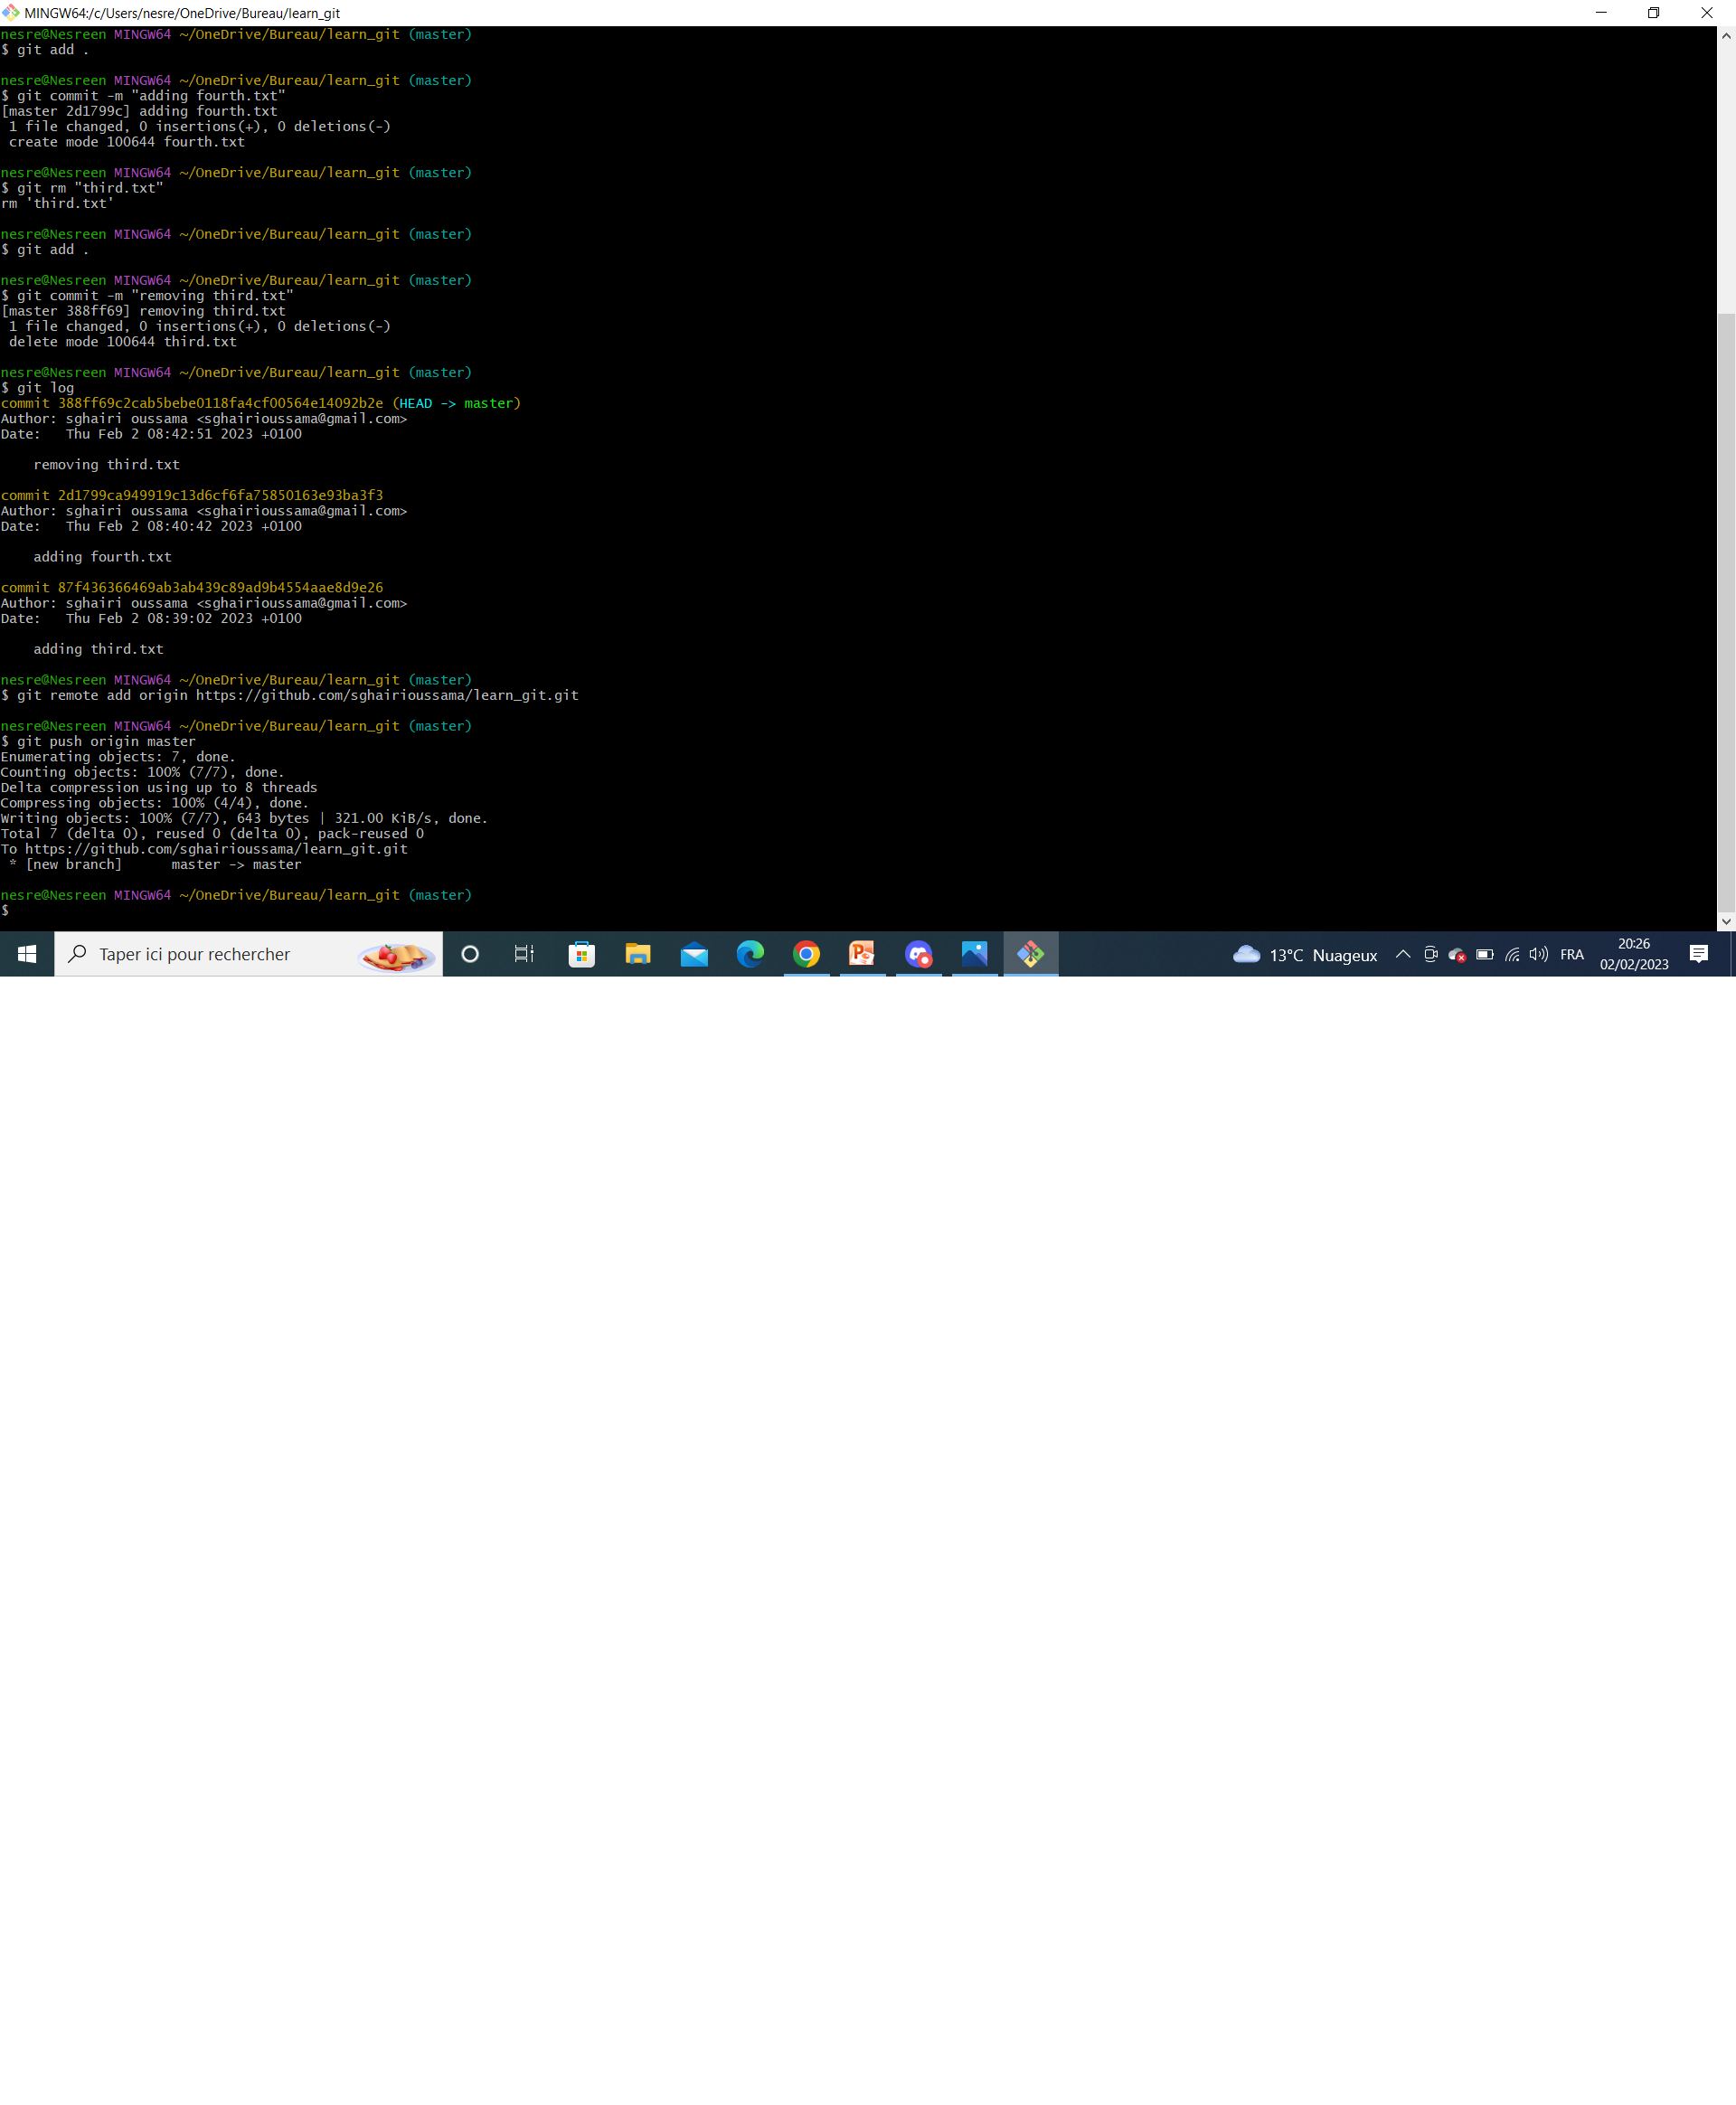 MINGW64:/c/Users/nesre/OneDrive/Bureau/learn_git
nesre@Nesreen MINGW64 ~/OneDrive/Bureau/learn_git (master)
$ git add .
nesre@Nesreen MINGW64 ~/OneDrive/Bureau/learn_git (master)
$ git commit -m "adding fourth.txt"
[master 2d1799c] adding fourth.txt
 1 file changed, 0 insertions(+), 0 deletions(-)
 create mode 100644 fourth.txt
nesre@Nesreen MINGW64 ~/OneDrive/Bureau/learn_git (master)
$ git rm "third.txt"
rm 'third.txt'
nesre@Nesreen MINGW64 ~/OneDrive/Bureau/learn_git (master)
$ git add .
nesre@Nesreen MINGW64 ~/OneDrive/Bureau/learn_git (master)
$ git commit -m "removing third.txt"
[master 388ff69] removing third.txt
 1 file changed, 0 insertions(+), 0 deletions(-)
 delete mode 100644 third.txt
nesre@Nesreen MINGW64 ~/OneDrive/Bureau/learn_git (master)
$ git log
commit 388ff69c2cab5bebe0118fa4cf00564e14092b2e (HEAD -> master)
Author: sghairi oussama <sghairioussama@gmail.com>
Date:   Thu Feb 2 08:42:51 2023 +0100
    removing third.txt
commit 2d1799ca949919c13d6cf6fa75850163e93ba3f3
Author: sghairi oussama <sghairioussama@gmail.com>
Date:   Thu Feb 2 08:40:42 2023 +0100
    adding fourth.txt
commit 87f436366469ab3ab439c89ad9b4554aae8d9e26
Author: sghairi oussama <sghairioussama@gmail.com>
Date:   Thu Feb 2 08:39:02 2023 +0100
    adding third.txt
nesre@Nesreen MINGW64 ~/OneDrive/Bureau/learn_git (master)
$ git remote add origin https://github.com/sghairioussama/learn_git.git
nesre@Nesreen MINGW64 ~/OneDrive/Bureau/learn_git (master)
$ git push origin master
Enumerating objects: 7, done.
Counting objects: 100% (7/7), done.
Delta compression using up to 8 threads
Compressing objects: 100% (4/4), done.
Writing objects: 100% (7/7), 643 bytes | 321.00 KiB/s, done.
Total 7 (delta 0), reused 0 (delta 0), pack-reused 0
To https://github.com/sghairioussama/learn_git.git
 * [new branch]      master -> master
nesre@Nesreen MINGW64 ~/OneDrive/Bureau/learn_git (master)
$
Taper ici pour rechercher
13°C Nuageux
FRA
20:26
02/02/2023